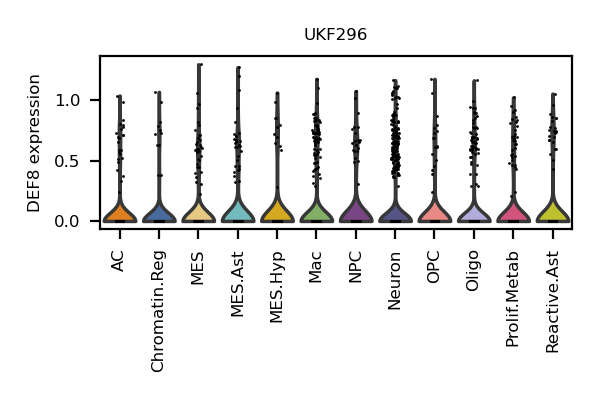 UKF296
DEF8 expression
1.0
0.5
0.0
AC
Chromatin.Reg
MES
MES.Ast
MES.Hyp
Mac
NPC
Neuron
OPC
Oligo
Prolif.Metab
Reactive.Ast